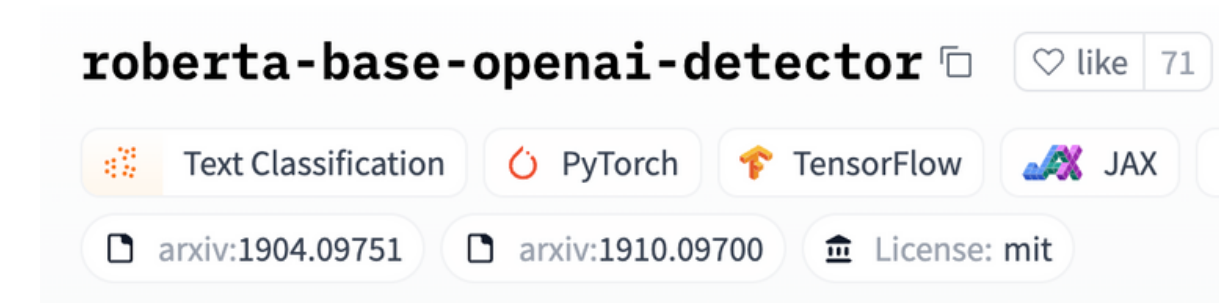 roberta-base-openai-detector like 71
Text Classification PyTorch TensorFlow JAX
arxiv:1904.09751 arxiv:1910.09700 License: mit